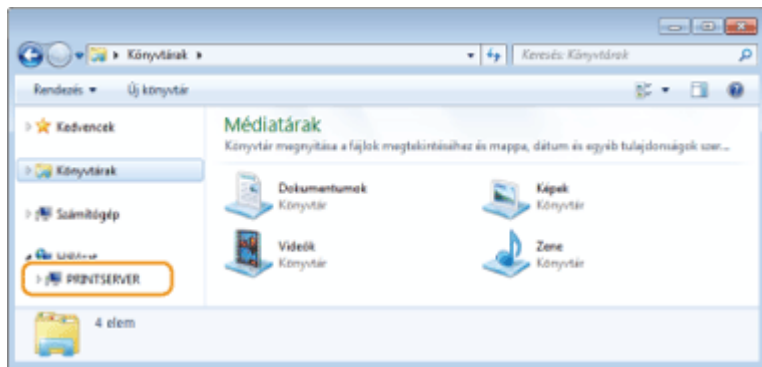 Könyvtárak
Keresés: Könyvtárak
Rendezés
Új könyvtár
Kedvencek
Könyvtárak
Számítógép
Hálózat
PRINTSERVER
Médiatárak
Könyvtár megnyitása a fájlok megtekintéséhez és mappa, dátum és egyéb tulajdonságok szer...
Dokumentumok
Könyvtár
Képek
Könyvtár
Videók
Könyvtár
Zene
Könyvtár
4 elem